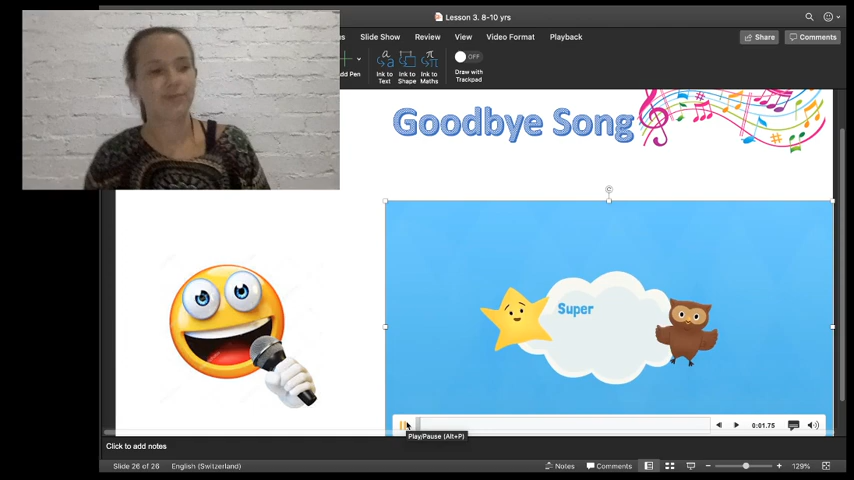 Lesson 3. 8-10 yrs
Slide Show Review View Video Format Playback
Share Comments
Pen
Ink to Text
Ink to Shape
Ink to Maths
OFF
Draw with Trackpad
Goodbye Song
Super
0:01.75
Play/Pause (Alt+P)
Click to add notes
Slide 26 of 26 English (Switzerland) Notes Comments 129%